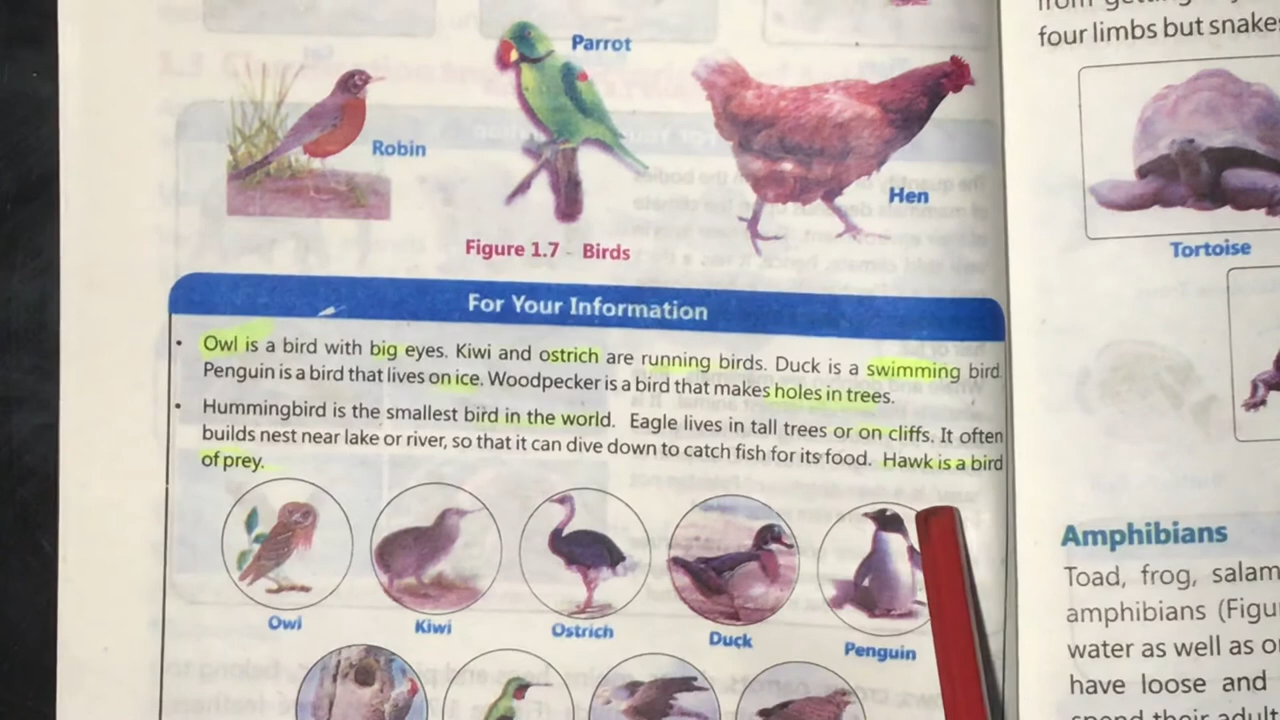 four limbs but snake
Parrot
Robin
Hen
Figure 1.7 - Birds
Tortoise
For Your Information
• Owl is a bird with big eyes. Kiwi and ostrich are running birds. Duck is a swimming bird.
Penguin is a bird that lives on ice. Woodpecker is a bird that makes holes in trees.
• Hummingbird is the smallest bird in the world. Eagle lives in tall trees or on cliffs. It often
builds nest near lake or river, so that it can dive down to catch fish for its food. Hawk is a bird
of prey.
Owl
Kiwi
Ostrich
Duck
Penguin
Amphibians
Toad, frog, salam
amphibians (Figu
water as well as o
have loose and
spend their adult